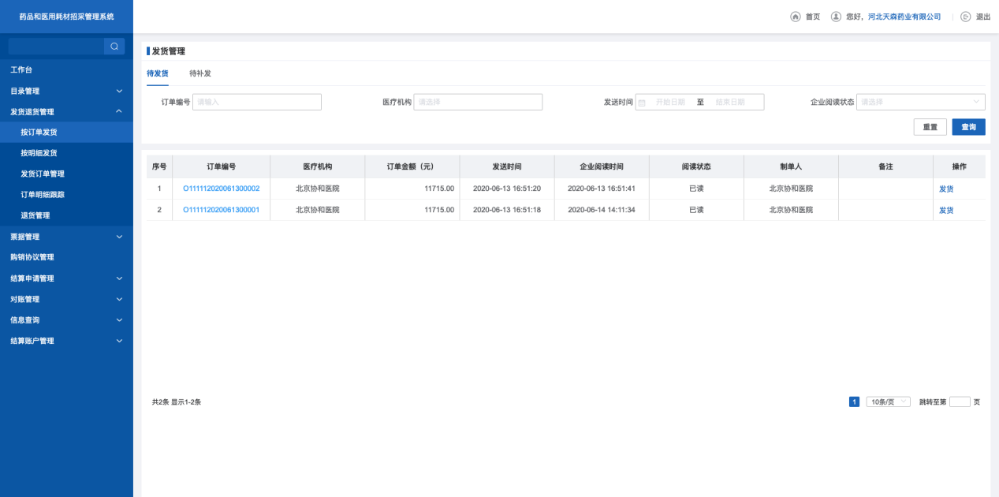 药品和医用耗材招采管理系统
首页 您好，河北天森药业有限公司 退出
工作台
目录管理
发货退货管理
按订单发货
按明细发货
发货订单管理
订单明细跟踪
退货管理
票据管理
购销协议管理
结算申请管理
对账管理
信息查询
结算账户管理
发货管理
待发货 待补发
订单编号 请输入 医疗机构 请选择 发送时间 开始日期 至 结束日期 企业阅读状态 请选择
重置 查询
序号 订单编号 医疗机构 订单金额（元） 发送时间 企业阅读时间 阅读状态 制单人 备注 操作
1 O111112020061300002 北京协和医院 11715.00 2020-06-13 16:51:20 2020-06-13 16:51:41 已读 北京协和医院 发货
2 O111112020061300001 北京协和医院 11715.00 2020-06-13 16:51:18 2020-06-14 14:11:34 已读 北京协和医院 发货
共2条 显示1-2条 1 10条/页 跳转至第 页